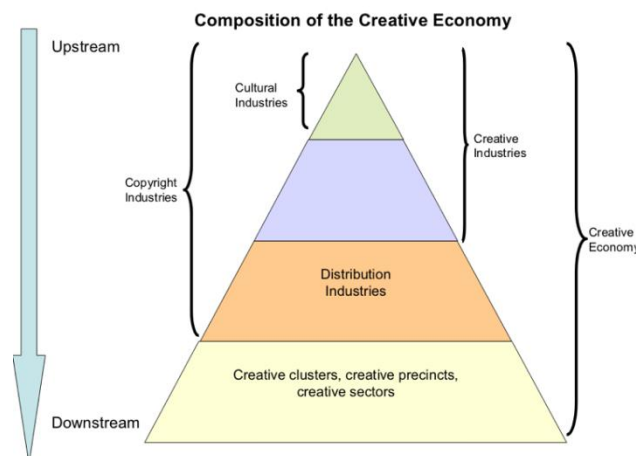 Composition of the Creative Economy
Upstream
Cultural
Industries
Creative
Industries
Copyright
Industries
Creative
Economy
Distribution
Industries
Creative clusters, creative precincts,
creative sectors
Downstream